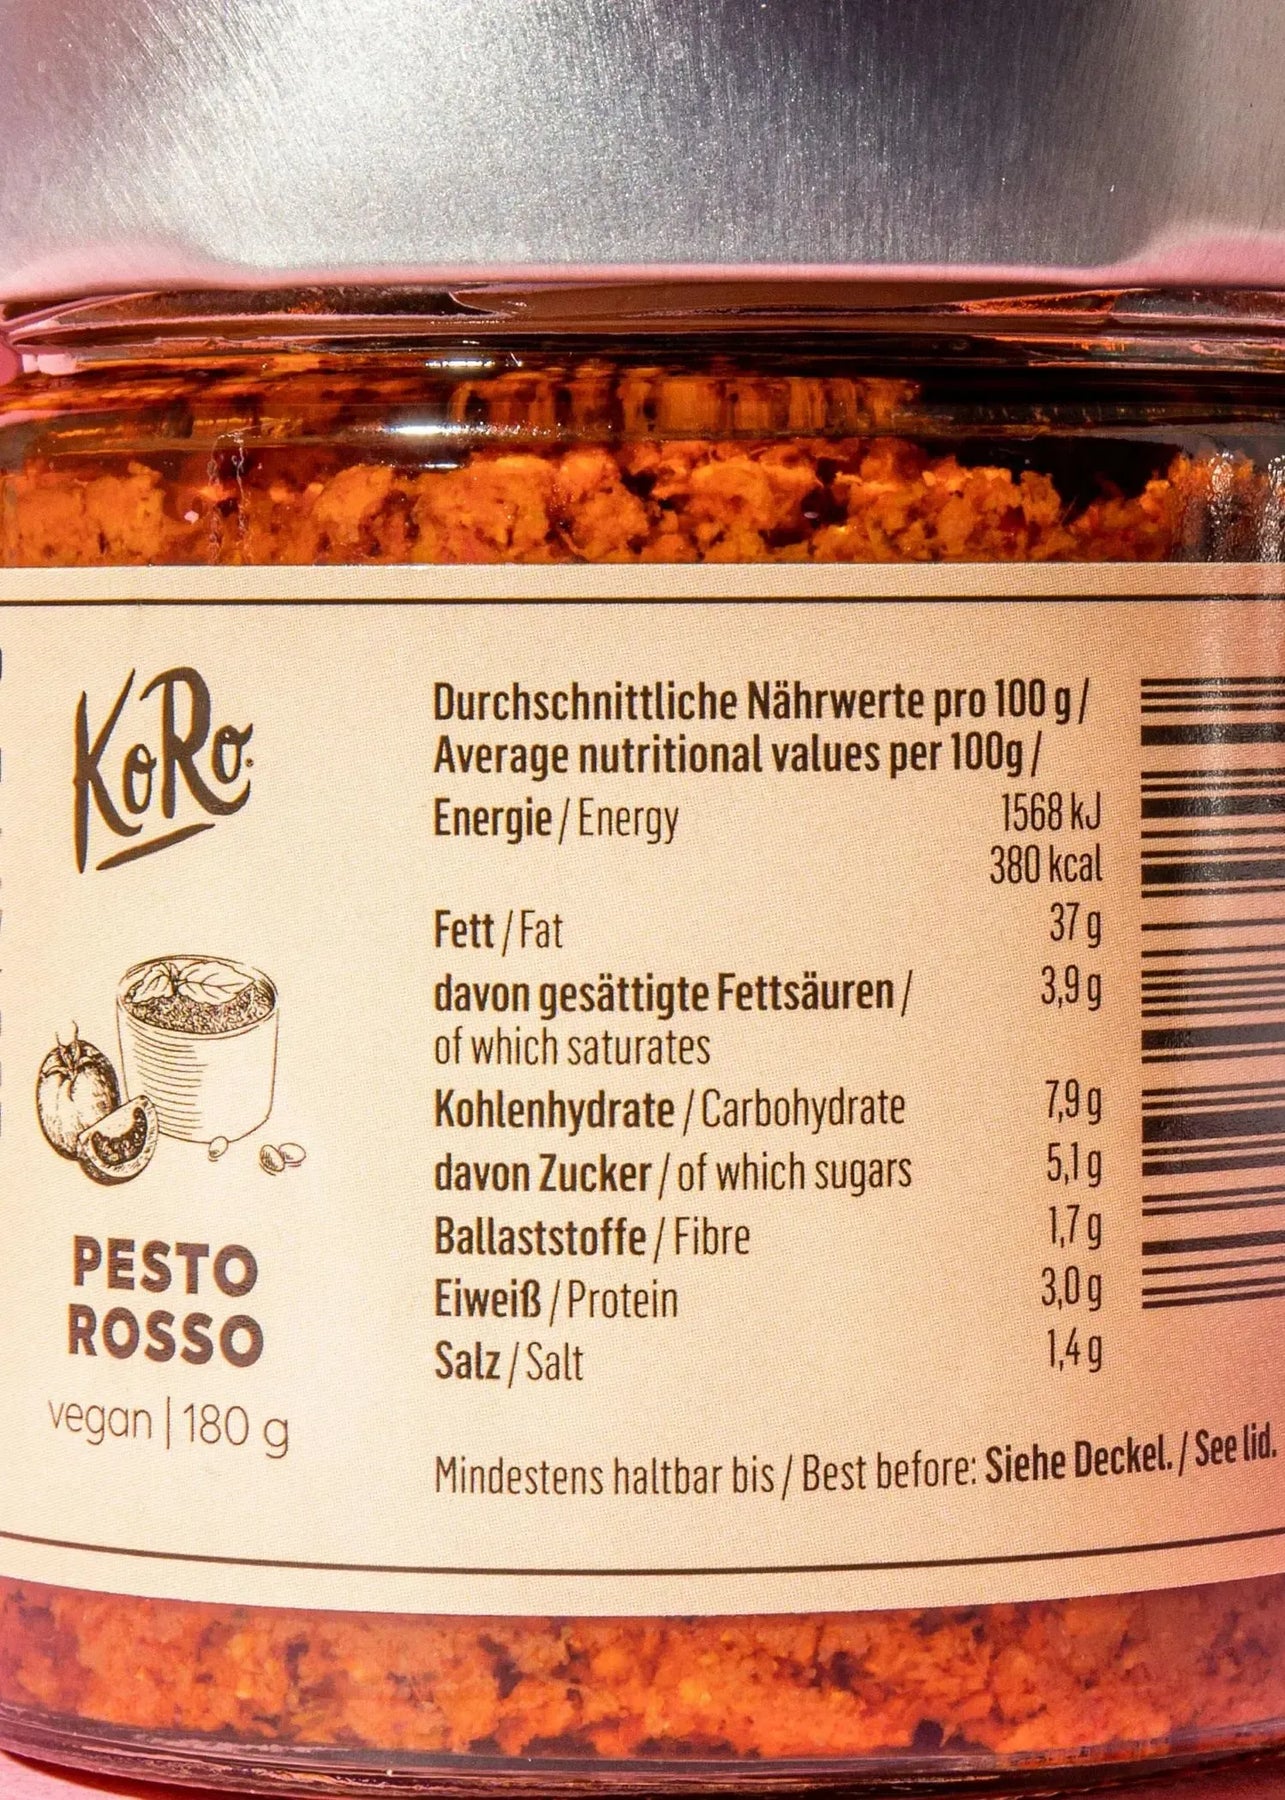 KoRo
PESTO
ROSSO
vegan | 180 g
Durchschnittliche Nährwerte pro 100 g /
Average nutritional values per 100g /
Energie / Energy 1568 kJ
380 kcal
Fett / Fat 37 g
davon gesättigte Fettsäuren / 3,9 g
of which saturates
Kohlenhydrate / Carbohydrate 7,9 g
davon Zucker / of which sugars 5,1 g
Ballaststoffe / Fibre 1,7 g
Eiweiß / Protein 3,0 g
Salz / Salt 1,4 g
Mindestens haltbar bis / Best before: Siehe Deckel. / See lid.